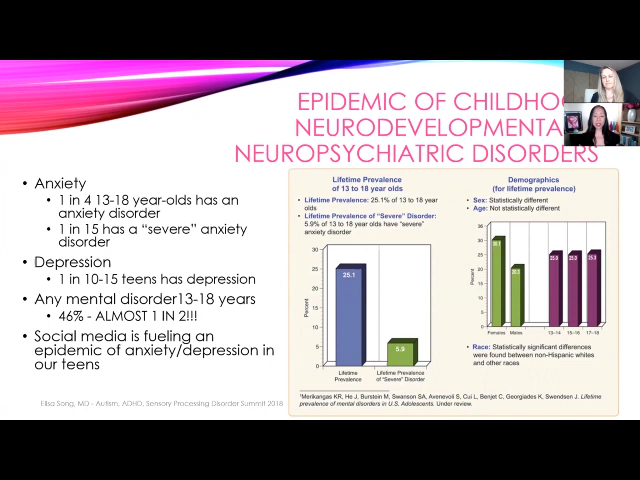 EPIDEMIC OF CHILDHOO
NEURODEVELOPMENTA
NEUROPSYCHIATRIC DISORDERS
• Anxiety
• 1 in 4 13-18 year-olds has an
anxiety disorder
• 1 in 15 has a “severe” anxiety
disorder
• Depression
• 1 in 10-15 teens has depression
• Any mental disorder13-18 years
• 46% - ALMOST 1 IN 2!!!
• Social media is fueling an
epidemic of anxiety/depression in
our teens
Elisa Song, MD - Autism, ADHD, Sensory Processing Disorder Summit 2018
Lifetime Prevalence
of 13 to 18 year olds
• Lifetime Prevalence: 25.1% of 13 to 18 year
olds
• Lifetime Prevalence of “Severe” Disorder:
5.9% of 13 to 18 year olds have “severe”
anxiety disorder
30
25
20
15
10
5
0
Percent
25.1
5.9
Lifetime
Prevalence
Lifetime Prevalence
of “Severe” Disorder
Demographics
(for lifetime prevalence)
• Sex: Statistically different
• Age: Not statistically different
35
30
25
20
15
10
5
0
Percent
25.0
25.0
Females
Males
13–14
15–16
17–18
• Race: Statistically significant differences
were found between non-Hispanic whites
and other races
¹Merikangas KR, He J, Burstein M, Swanson SA, Avenevoli S, Cui L, Benjet C, Georgiades K, Swendsen J. Lifetime
prevalence of mental disorders in U.S. Adolescents. Under review.